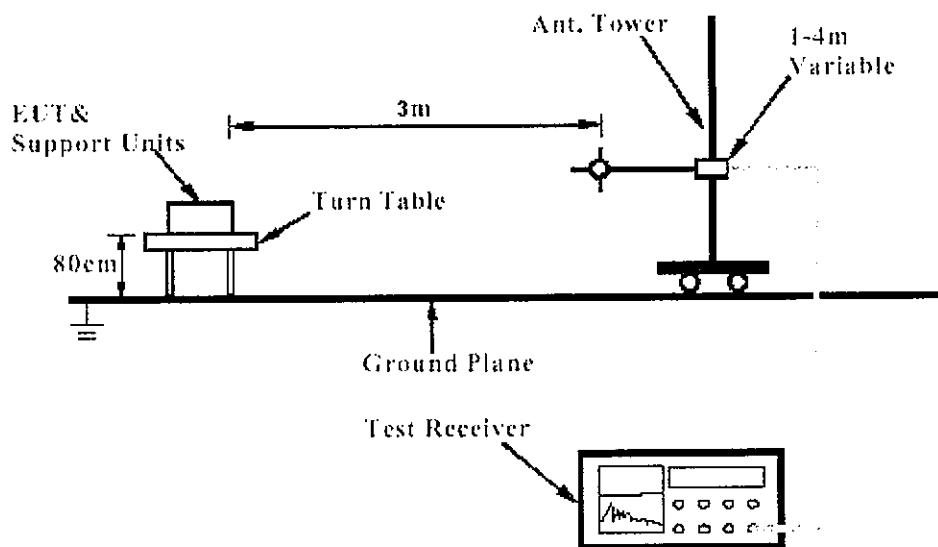 Ant. Tower
1-4m
Variable
EUT&
Support Units
3m
Turn Table
80cm
Ground Plane
Test Receiver